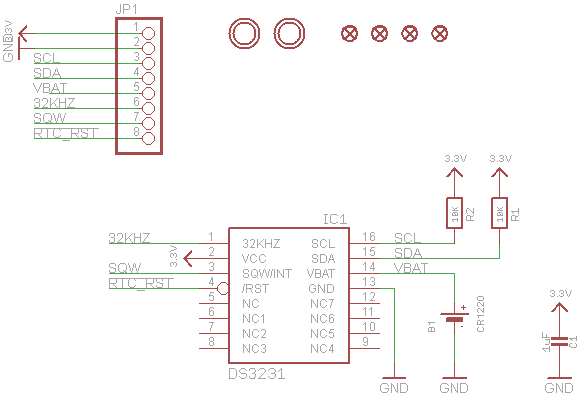 JP1
3.3V
GND
1
2
SCL 3
SDA 4
VBAT 5
32KHZ 6
SQW 7
RTC_RST 8
3.3V 3.3V
10K R2 10K R1
IC1
32KHZ 1 32KHZ SCL 16 SCL
3.3V 2 VCC SDA 15 SDA
SQW 3 SQW/INT VBAT 14 VBAT
RTC_RST 4 /RST GND 13
5 NC NC7 12
6 NC1 NC6 11
7 NC2 NC5 10
8 NC3 NC4 9
DS3231
B1 + CR1220
3.3V
1uF C1
GND GND GND